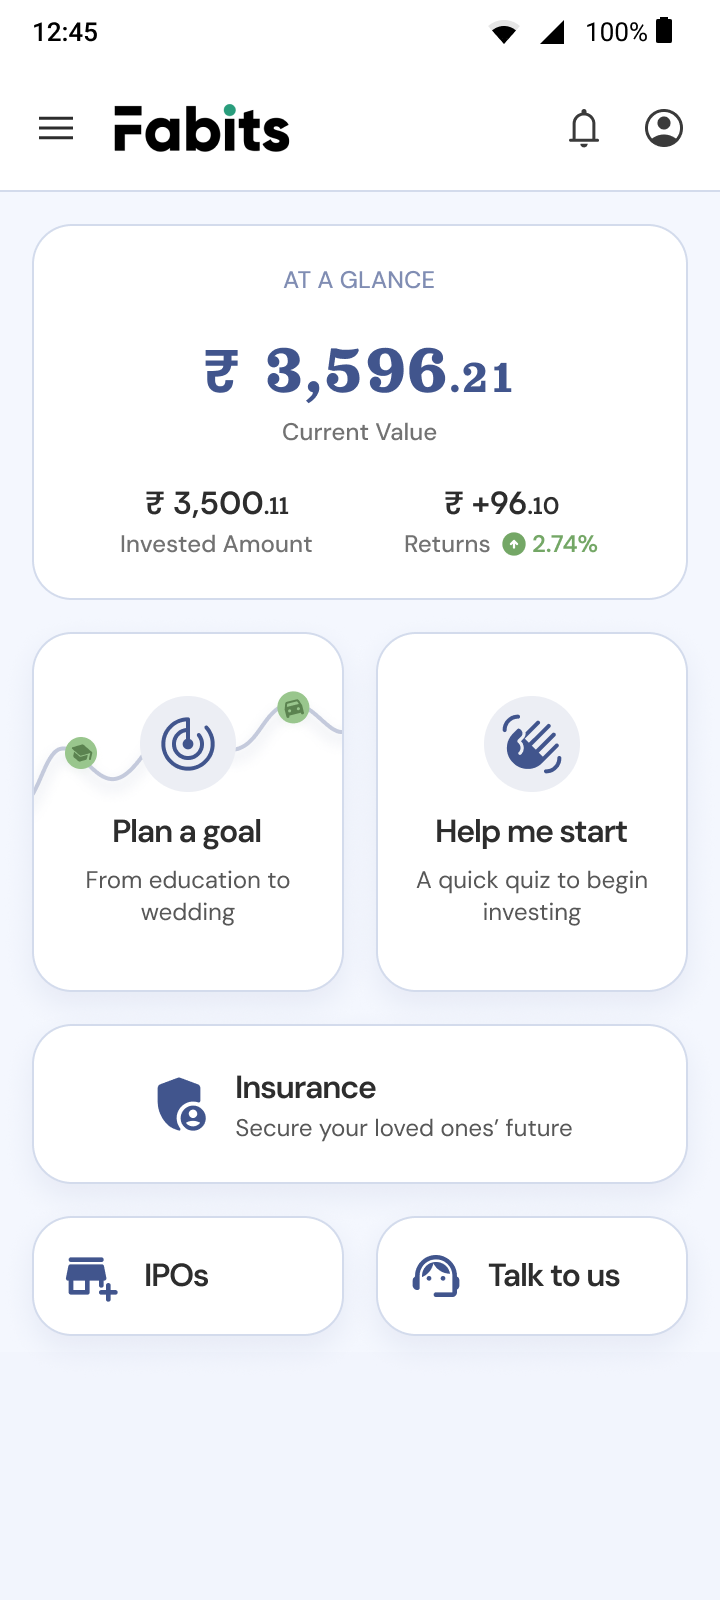 12:45
100%
Fabits
AT A GLANCE
₹ 3,596.21
Current Value
₹ 3,500.11
Invested Amount
₹ +96.10
Returns 2.74%
Plan a goal
From education to
wedding
Help me start
A quick quiz to begin
investing
Insurance
Secure your loved ones’ future
IPOs
Talk to us